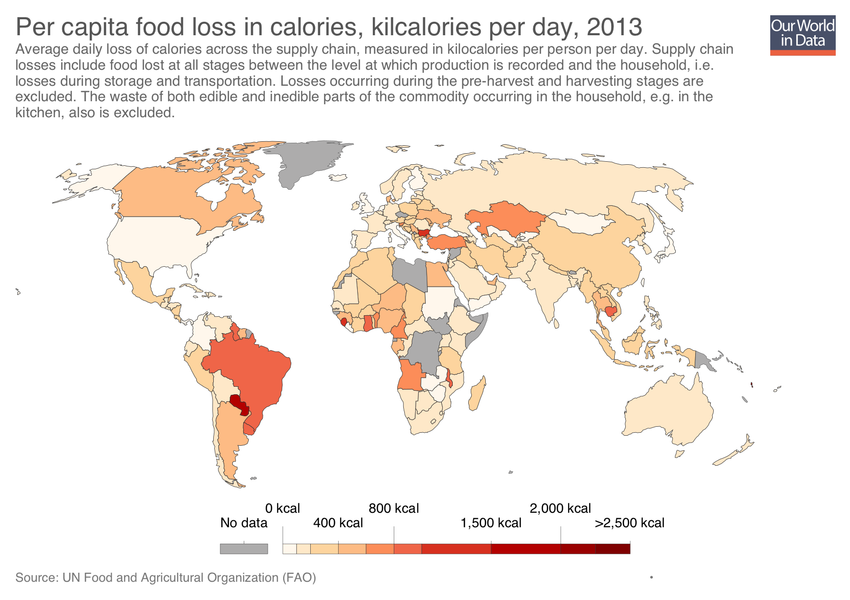 Per capita food loss in calories, kilcalories per day, 2013
Our World
in Data
Average daily loss of calories across the supply chain, measured in kilocalories per person per day. Supply chain
losses include food lost at all stages between the level at which production is recorded and the household, i.e.
losses during storage and transportation. Losses occurring during the pre-harvest and harvesting stages are
excluded. The waste of both edible and inedible parts of the commodity occurring in the household, e.g. in the
kitchen, also is excluded.
0 kcal 800 kcal 2,000 kcal
No data 400 kcal 1,500 kcal >2,500 kcal
Source: UN Food and Agricultural Organization (FAO)